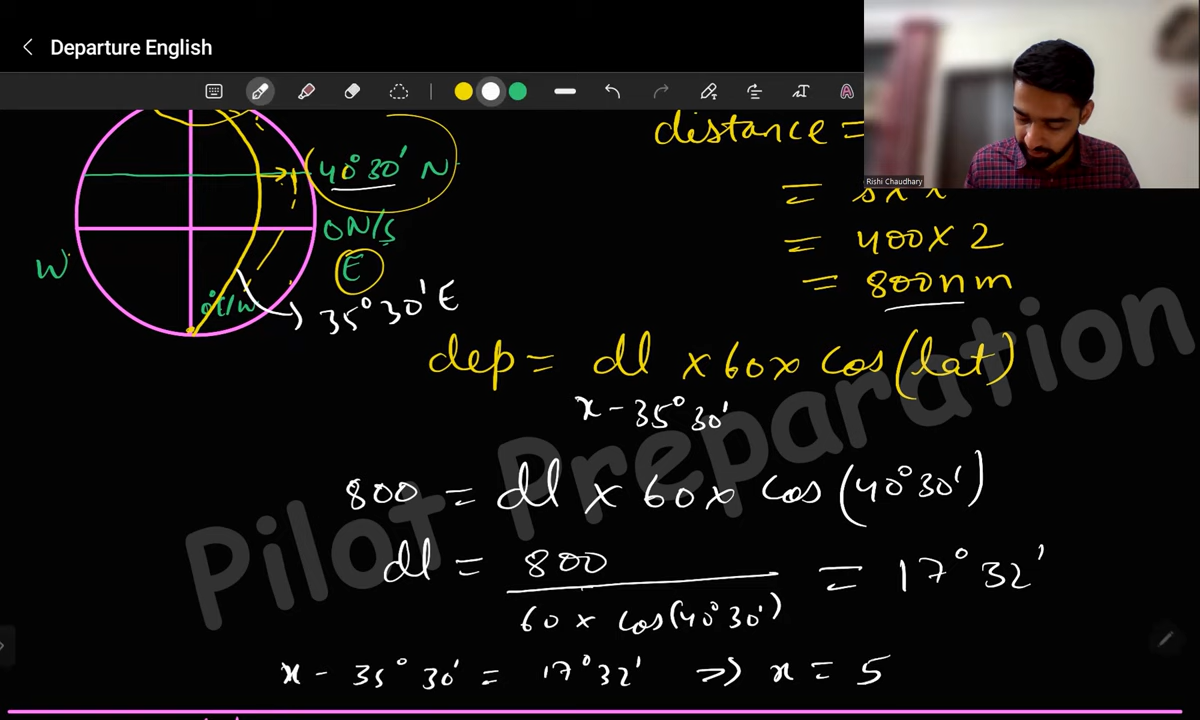 Departure English
distance =
Rishi Chaudhary
40°30' N
0N/S
W
E
0°E/W
35°30'E
= 400 x 2
= 800nm
dep = dl x 60 x cos(lat)
x - 35°30'
800 = dl x 60 x cos(40°30')
dl = 800 / 60 x cos(40°30') = 17°32'
x - 35°30' = 17°32' => x = 5
Pilot Preparation